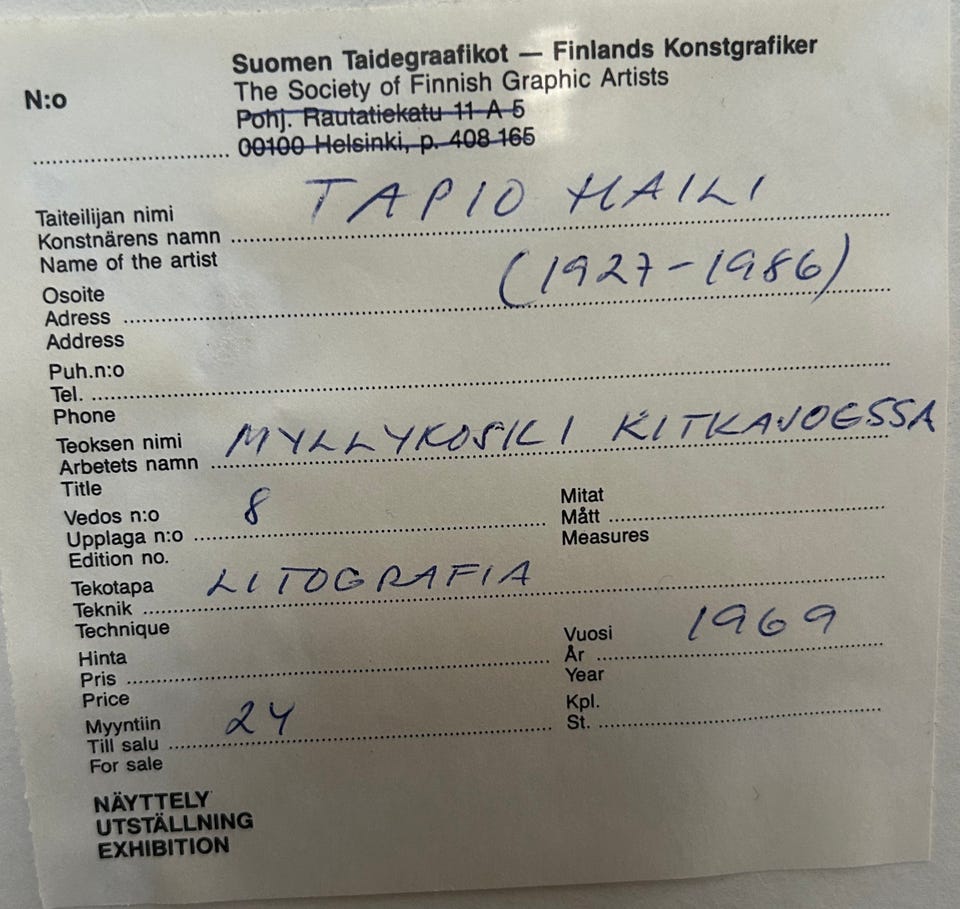 Suomen Taidegraafikot — Finlands Konstgrafiker
The Society of Finnish Graphic Artists
N:o
Pohj. Rautatiekatu 11 A 5
00100 Helsinki, p. 408 165
Taiteilijan nimi TAPIO HAILI
Konstnärens namn
Name of the artist
(1927-1986)
Osoite
Adress
Address
Puh.n:o
Tel.
Phone
Teoksen nimi MYLLYKOSKI KITKAJOESSA
Arbetets namn
Title
Vedos n:o 8
Upplaga n:o
Edition no.
Mitat
Mått
Measures
Tekotapa LITOGRAFIA
Teknik
Technique
Hinta
Pris
Price
Vuosi 1969
År
Year
Myyntiin 24
Till salu
For sale
Kpl.
St.
NÄYTTELY
UTSTÄLLNING
EXHIBITION